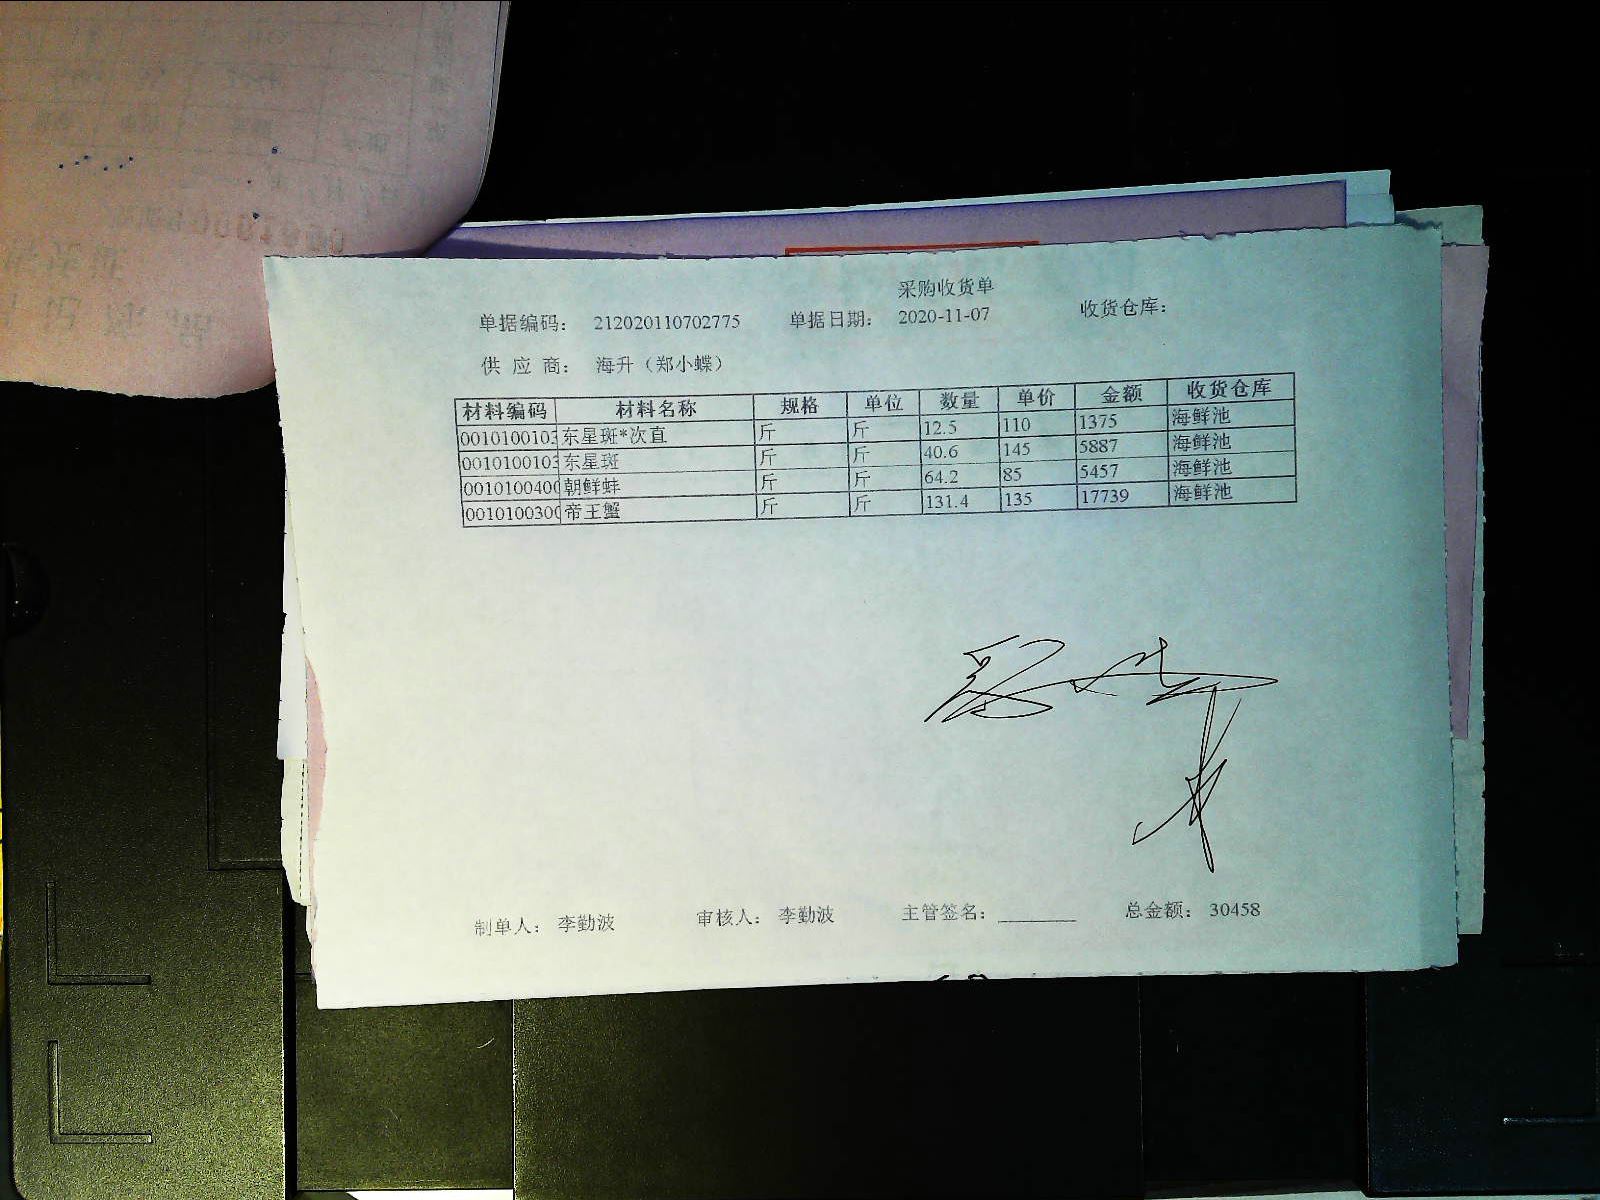 采购收货单
单据编码： 212020110702775 单据日期： 2020-11-07 收货仓库：
供 应 商： 海升（郑小蝶）
材料编码 材料名称 规格 单位 数量 单价 金额 收货仓库
0010100103 东星斑*次直 斤 斤 12.5 110 1375 海鲜池
0010100103 东星斑 斤 斤 40.6 145 5887 海鲜池
0010100400 朝鲜蚌 斤 斤 64.2 85 5457 海鲜池
0010100300 帝王蟹 斤 斤 131.4 135 17739 海鲜池
制单人： 李勤波 审核人： 李勤波 主管签名：________ 总金额： 30458